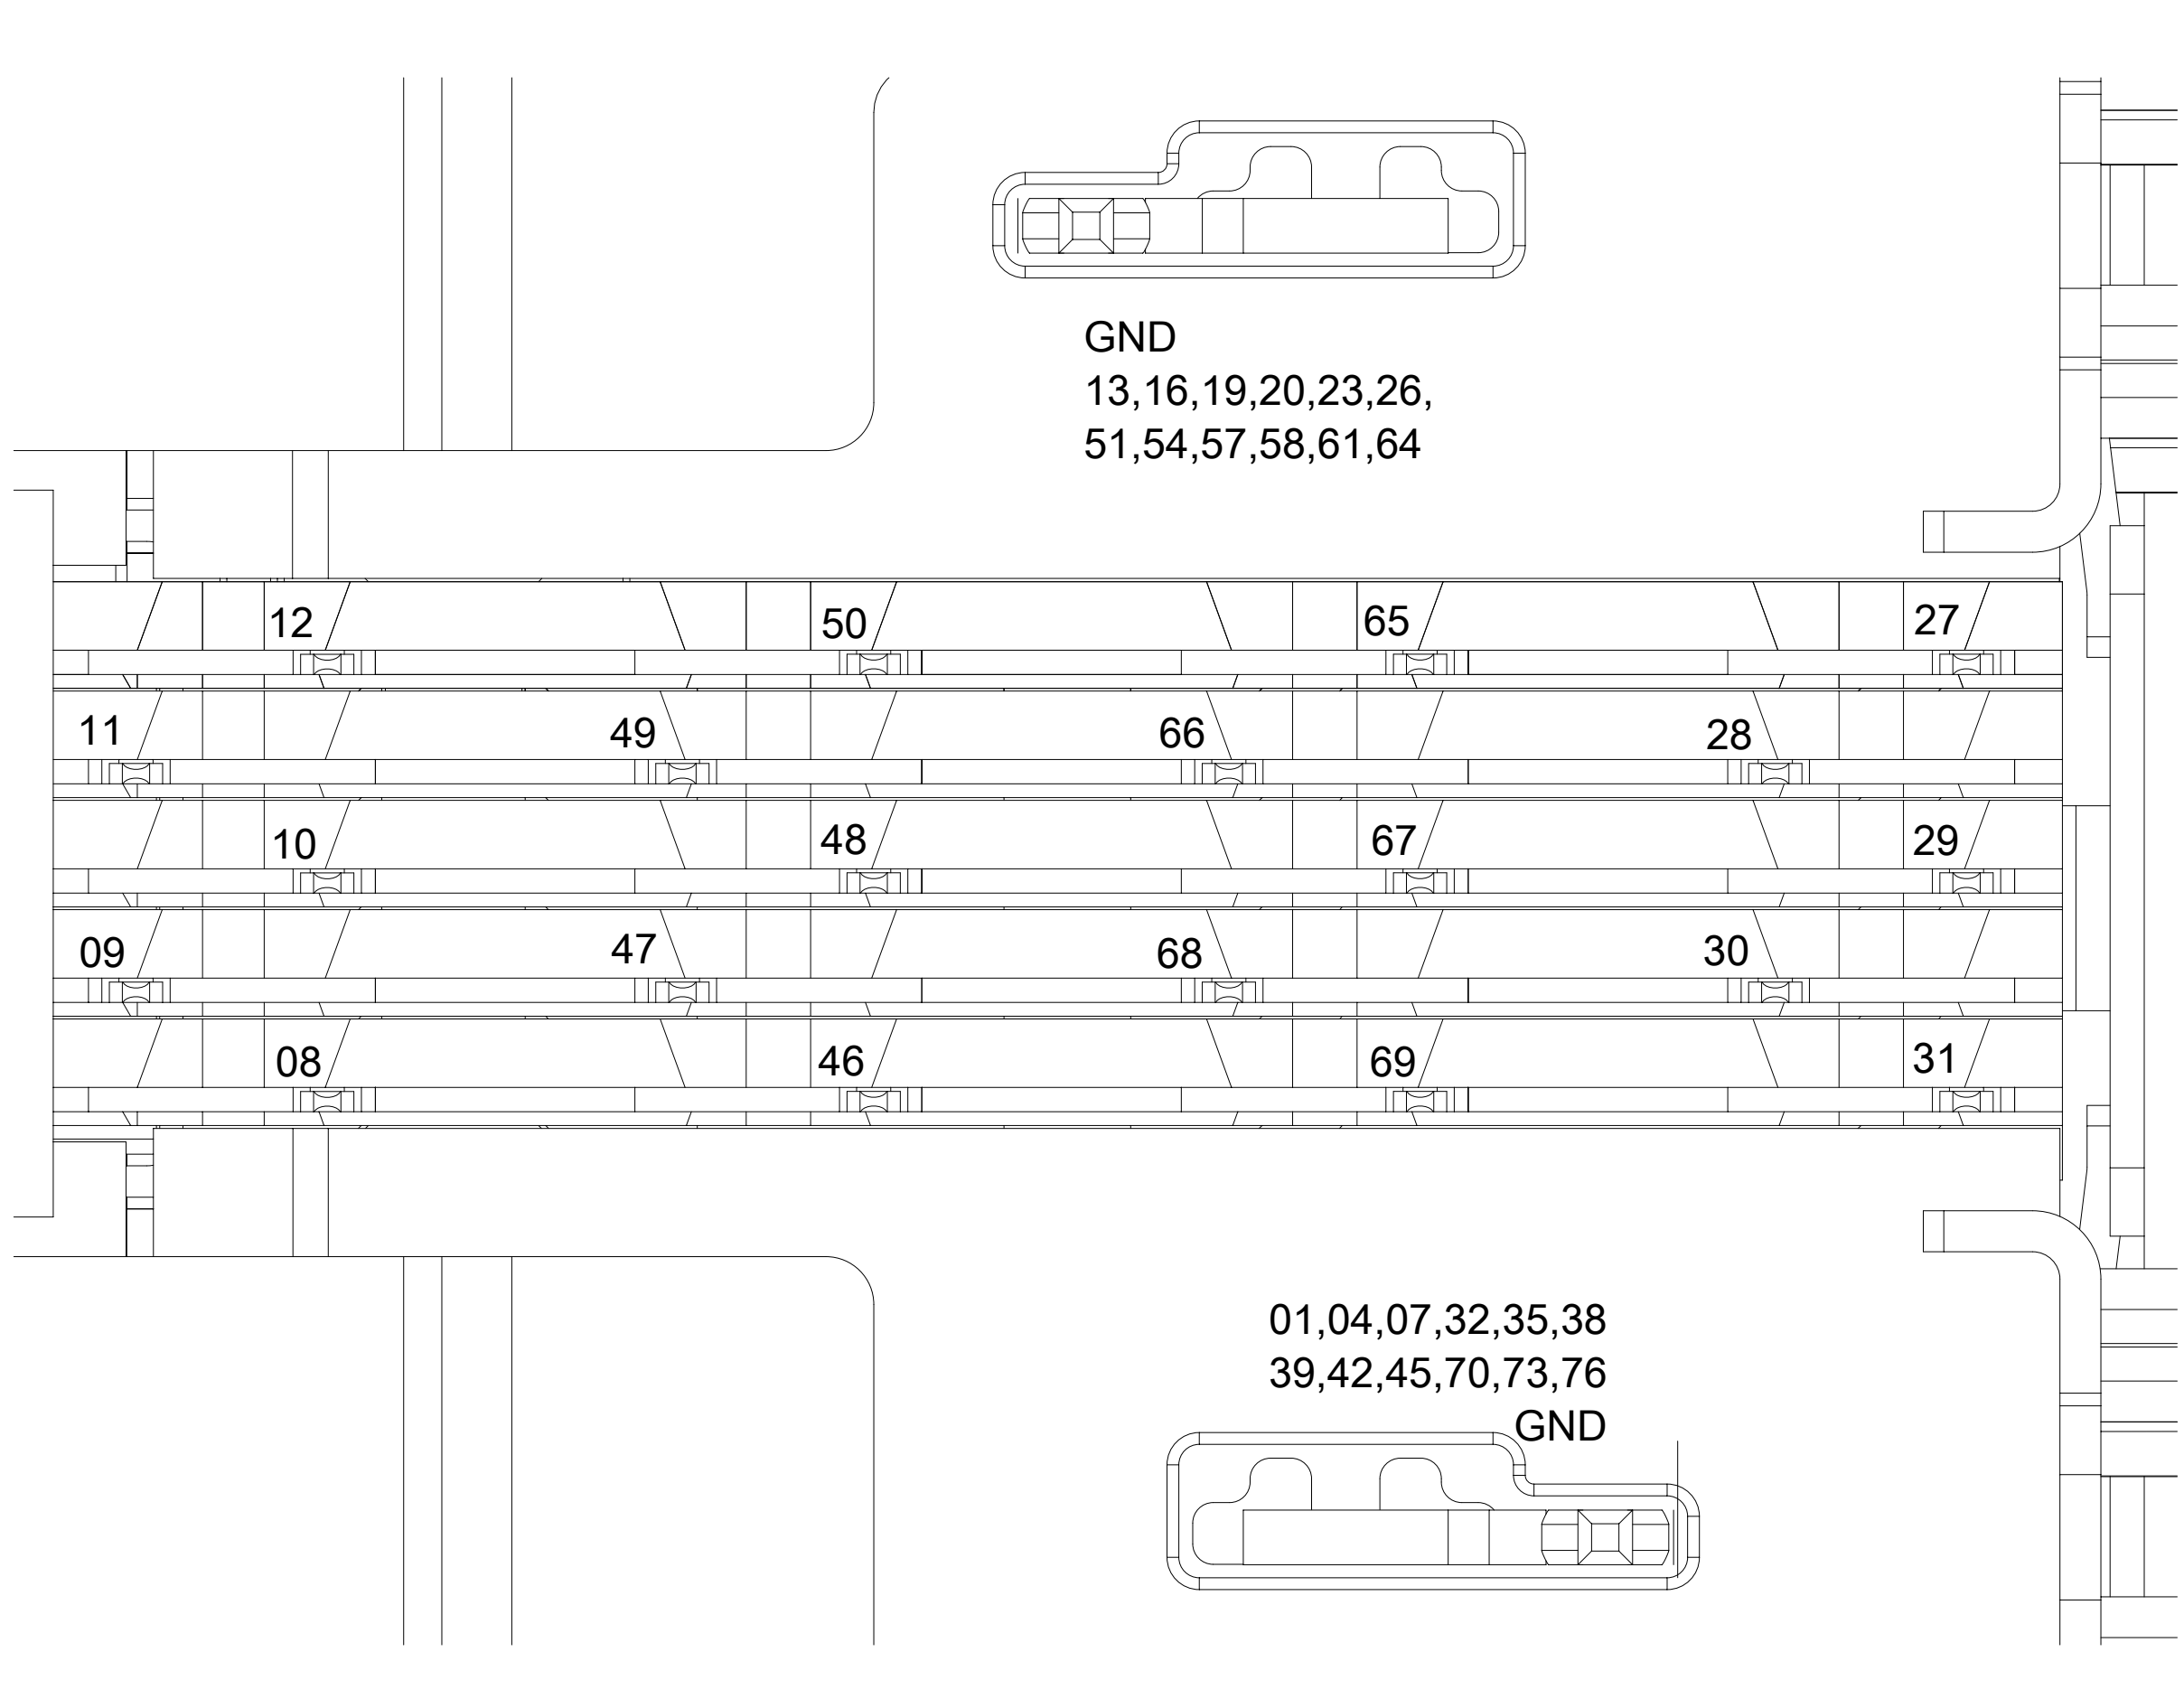 GND
13,16,19,20,23,26,
51,54,57,58,61,64
12 50 65 27
11 49 66 28
10 48 67 29
09 47 68 30
08 46 69 31
01,04,07,32,35,38
39,42,45,70,73,76
GND